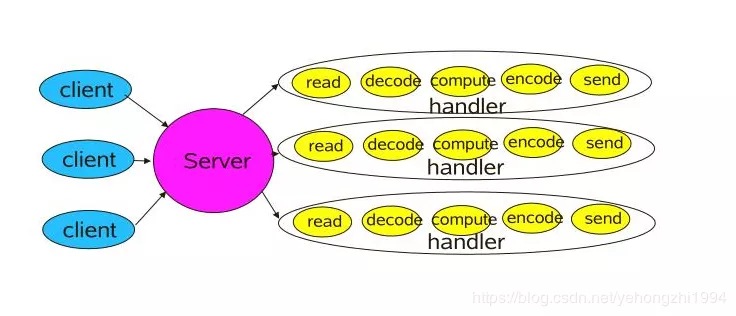 client
client
client
Server
read decode compute encode send
handler
read decode compute encode send
handler
read decode compute encode send
handler
https://blog.csdn.net/yehongzhi1994